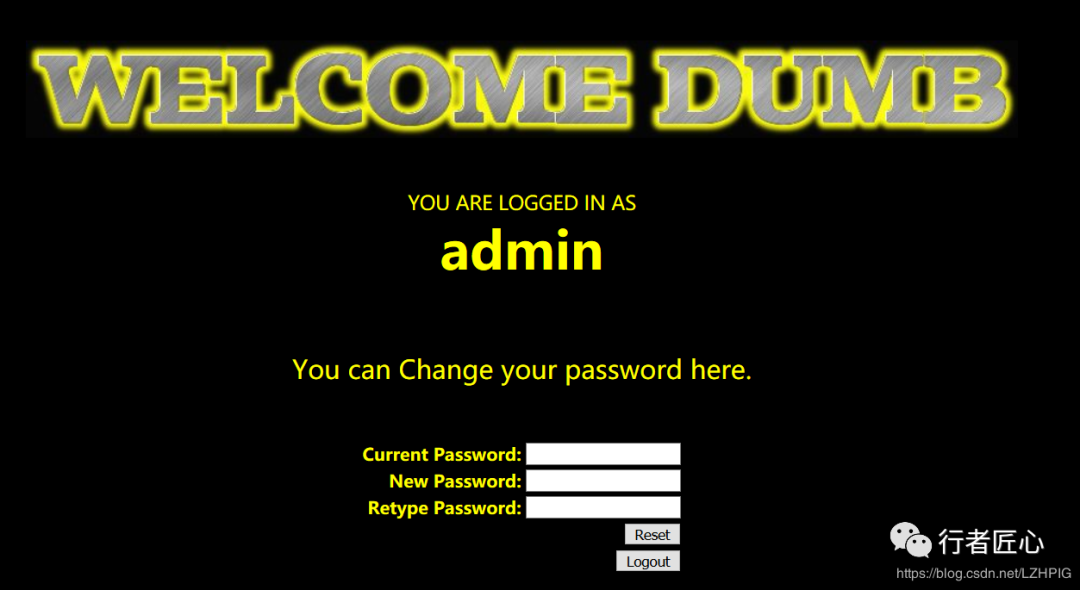 WELCOME DUMB
YOU ARE LOGGED IN AS
admin
You can Change your password here.
Current Password:
New Password:
Retype Password:
Reset
Logout
行者匠心
https://blog.csdn.net/LZHPIG